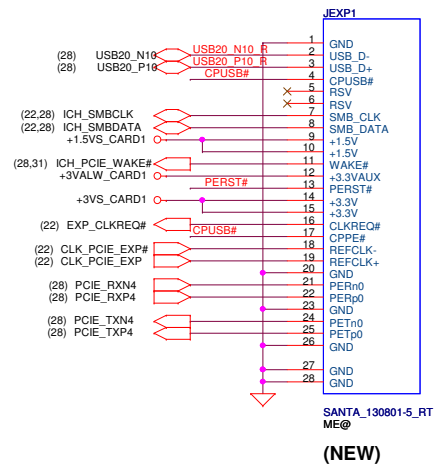 JEXP1
1 GND
(28) USB20_N10 USB20_N10_R 2 USB_D-
(28) USB20_P10 USB20_P10_R 3 USB_D+
CPUSB# 4 CPUSB#
5 RSV
6 RSV
(22,28) ICH_SMBCLK 7 SMB_CLK
(22,28) ICH_SMBDATA 8 SMB_DATA
+1.5VS_CARD1 9 +1.5V
10 +1.5V
(28,31) ICH_PCIE_WAKE# 11 WAKE#
+3VALW_CARD1 12 +3.3VAUX
PERST# 13 PERST#
+3VS_CARD1 14 +3.3V
15 +3.3V
(22) EXP_CLKREQ# 16 CLKREQ#
CPUSB# 17 CPPE#
(22) CLK_PCIE_EXP# 18 REFCLK-
(22) CLK_PCIE_EXP 19 REFCLK+
20 GND
(28) PCIE_RXN4 21 PERn0
(28) PCIE_RXP4 22 PERp0
23 GND
(28) PCIE_TXN4 24 PETn0
(28) PCIE_TXP4 25 PETp0
26 GND
27 GND
28 GND
SANTA_130801-5_RT
ME@
(NEW)